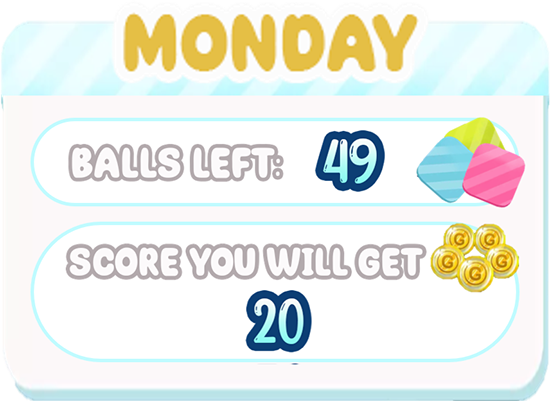 MONDAY
BALLS LEFT: 49
SCORE YOU WILL GET
G G G G G
20